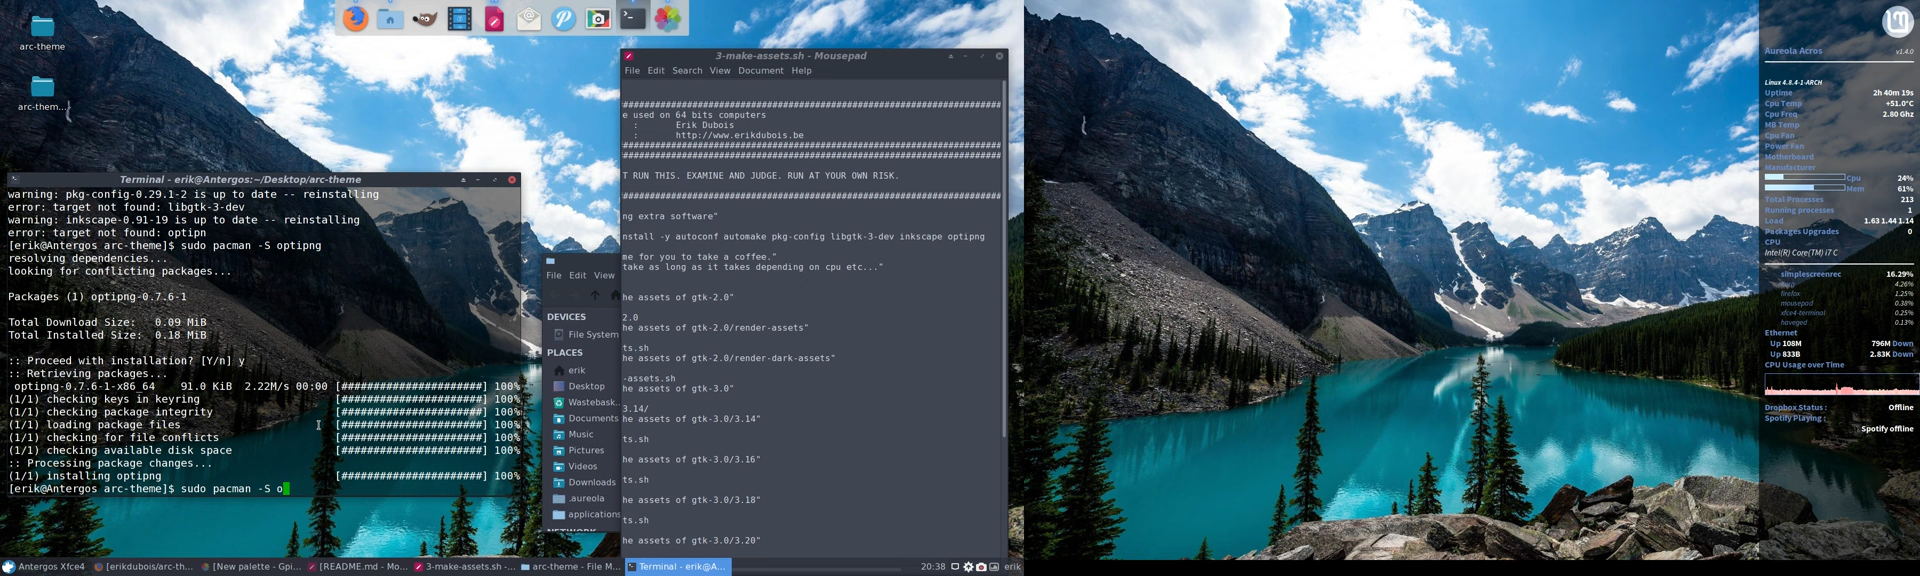 arc-theme
arc-them...
Terminal - erik@Antergos:~/Desktop/arc-theme
warning: pkg-config-0.29.1-2 is up to date -- reinstalling
error: target not found: libgtk-3-dev
warning: inkscape-0.91-19 is up to date -- reinstalling
error: target not found: optipn
[erik@Antergos arc-theme]$ sudo pacman -S optipng
resolving dependencies...
looking for conflicting packages...
Packages (1) optipng-0.7.6-1
Total Download Size:   0.09 MiB
Total Installed Size:  0.18 MiB
:: Proceed with installation? [Y/n] y
:: Retrieving packages...
optipng-0.7.6-1-x86_64    91.0 KiB  2.22M/s 00:00 [######################] 100%
(1/1) checking keys in keyring [######################] 100%
(1/1) checking package integrity [######################] 100%
(1/1) loading package files [######################] 100%
(1/1) checking for file conflicts [######################] 100%
(1/1) checking available disk space [######################] 100%
:: Processing package changes...
(1/1) installing optipng [######################] 100%
[erik@Antergos arc-theme]$ sudo pacman -S o
File Edit View
DEVICES
File System
PLACES
erik
Desktop
Wastebask..
Documents
Music
Pictures
Videos
Downloads
.aureola
applications
3-make-assets.sh - Mousepad
File Edit Search View Document Help
##################################################################
e used on 64 bits computers
:       Erik Dubois
:       http://www.erikdubois.be
##################################################################
##################################################################
T RUN THIS. EXAMINE AND JUDGE. RUN AT YOUR OWN RISK.
##################################################################
ng extra software"
nstall -y autoconf automake pkg-config libgtk-3-dev inkscape optipng
me for you to take a coffee."
take as long as it takes depending on cpu etc..."
he assets of gtk-2.0"
2.0
he assets of gtk-2.0/render-assets"
ts.sh
he assets of gtk-2.0/render-dark-assets"
-assets.sh
he assets of gtk-3.0"
3.14/
he assets of gtk-3.0/3.14"
ts.sh
he assets of gtk-3.0/3.16"
ts.sh
he assets of gtk-3.0/3.18"
ts.sh
he assets of gtk-3.0/3.20"
Antergos Xfce4
[erikdubois/arc-th...
[New palette - Gpi...
[README.md - Mo...
3-make-assets.sh -...
arc-theme - File M...
Terminal - erik@A...
20:38
erik
Aureola Acros v1.4.0
Linux 4.8.4-1-ARCH
Uptime 2h 40m 19s
Cpu Temp +51.0°C
Cpu Freq 2.80 Ghz
MB Temp
Cpu Fan
Power Fan
Motherboard
Manufacturer
Cpu 24%
Mem 61%
Total Processes 213
Running processes 1
Load 1.63 1.44 1.14
Packages Upgrades 0
CPU
Intel(R) Core(TM) i7 C
simplescreenrec 16.29%
4.26%
firefox 1.25%
mousepad 0.38%
xfce4-terminal 0.25%
haveged 0.13%
Ethernet
Up 108M 796M Down
Up 833B 2.83K Down
CPU Usage over Time
Dropbox Status : Offline
Spotify Playing :
Spotify offline